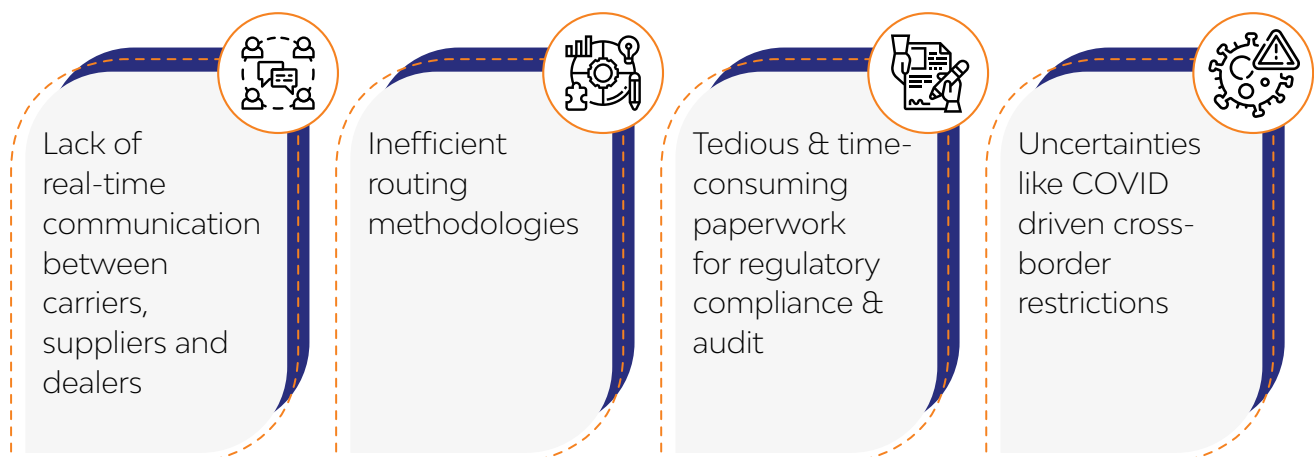 Lack of
real-time
communication
between
carriers,
suppliers and
dealers
Inefficient
routing
methodologies
Tedious & time-
consuming
paperwork
for regulatory
compliance &
audit
Uncertainties
like COVID
driven cross-
border
restrictions